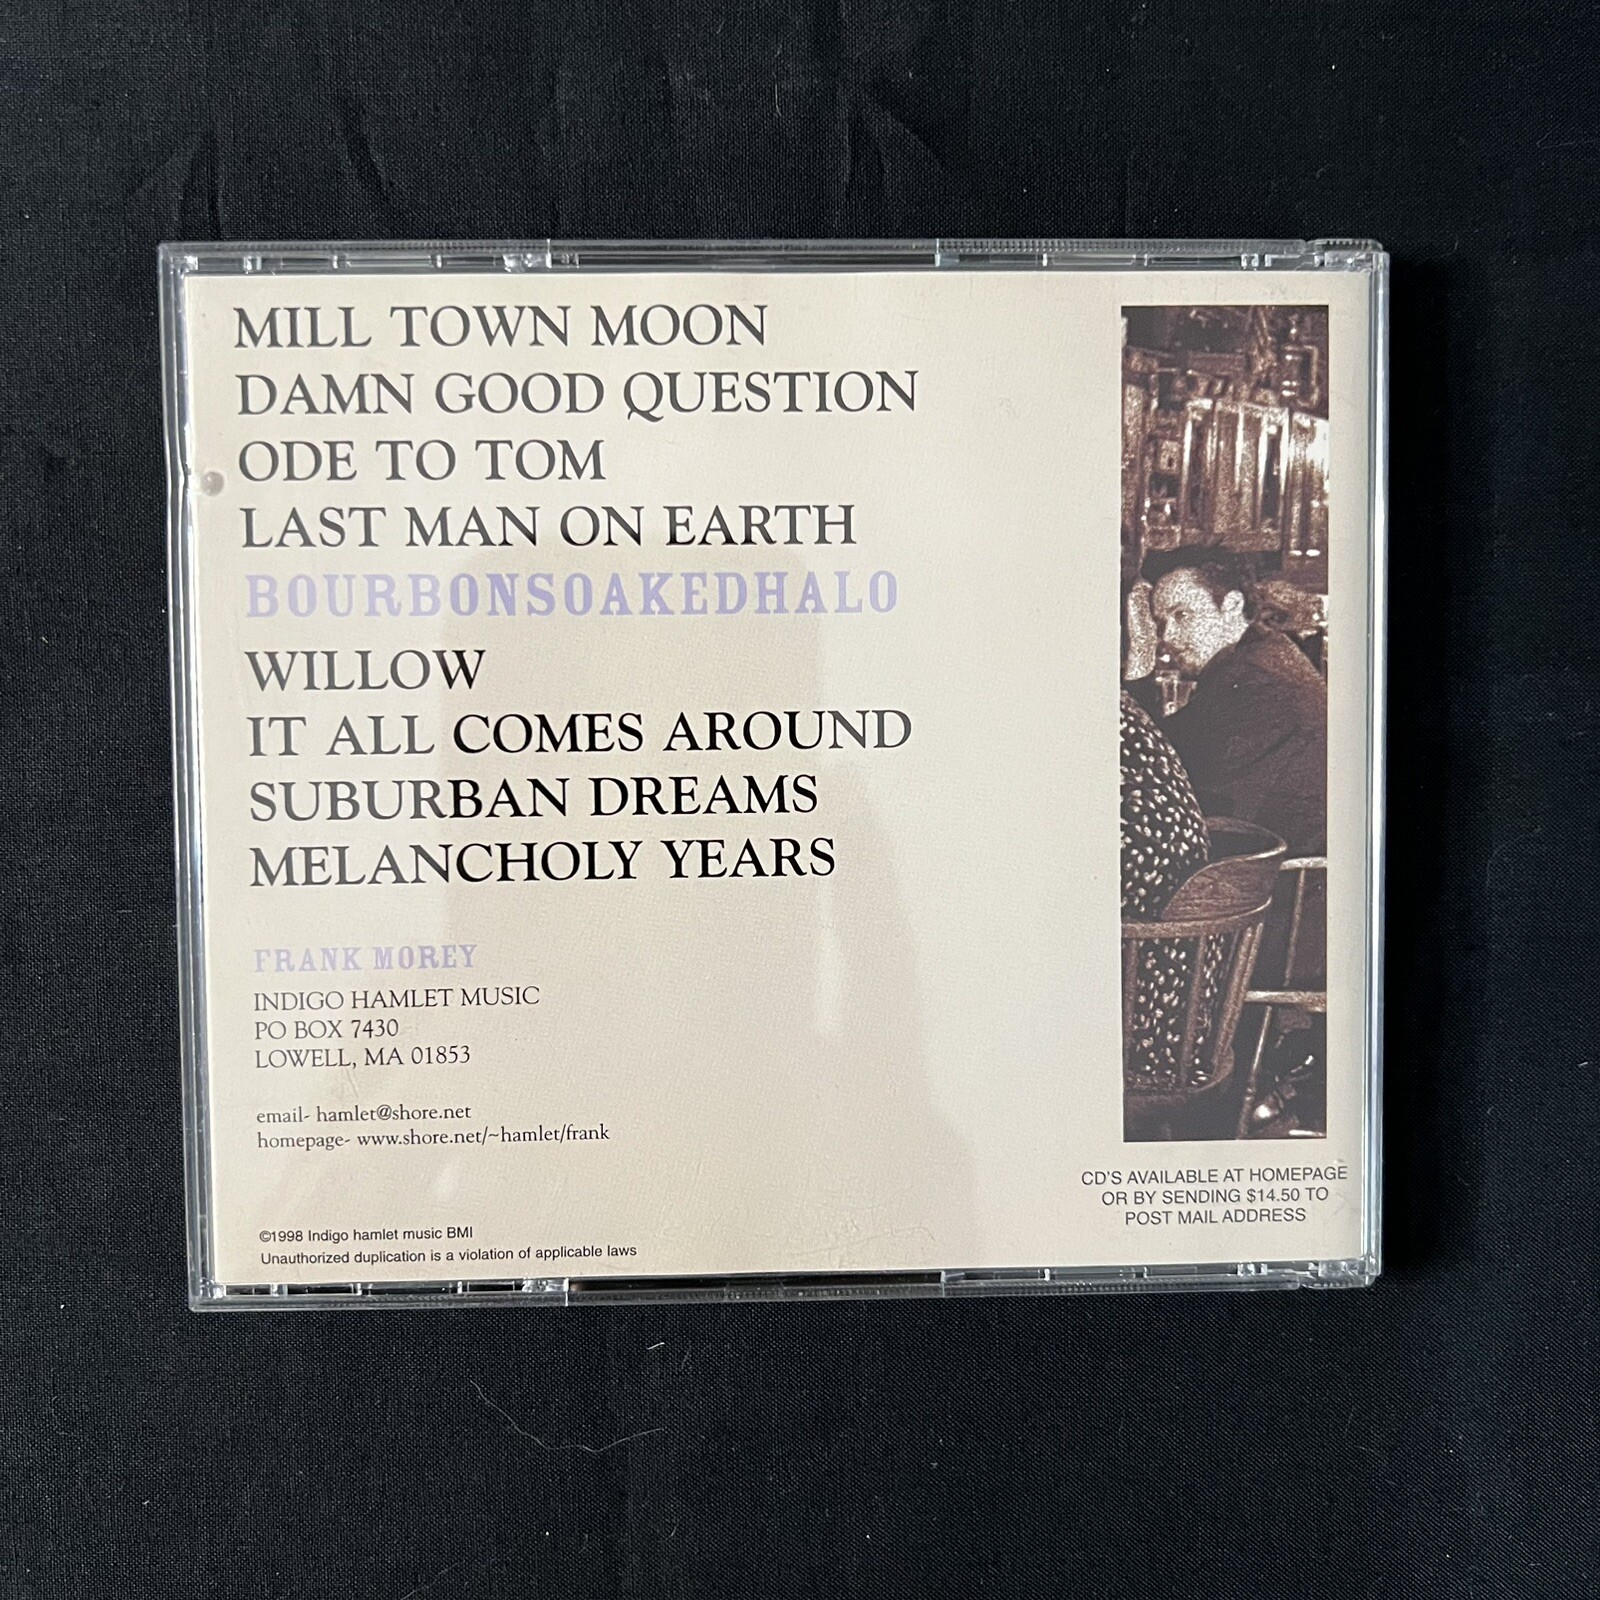 MILL TOWN MOON
DAMN GOOD QUESTION
ODE TO TOM
LAST MAN ON EARTH
BOURBONSOAKEDHALO
WILLOW
IT ALL COMES AROUND
SUBURBAN DREAMS
MELANCHOLY YEARS
FRANK MOREY
INDIGO HAMLET MUSIC
PO BOX 7430
LOWELL, MA 01853
email- hamlet@shore.net
homepage- www.shore.net/~hamlet/frank
©1998 Indigo hamlet music BMI
Unauthorized duplication is a violation of applicable laws
CD'S AVAILABLE AT HOMEPAGE
OR BY SENDING $14.50 TO
POST MAIL ADDRESS